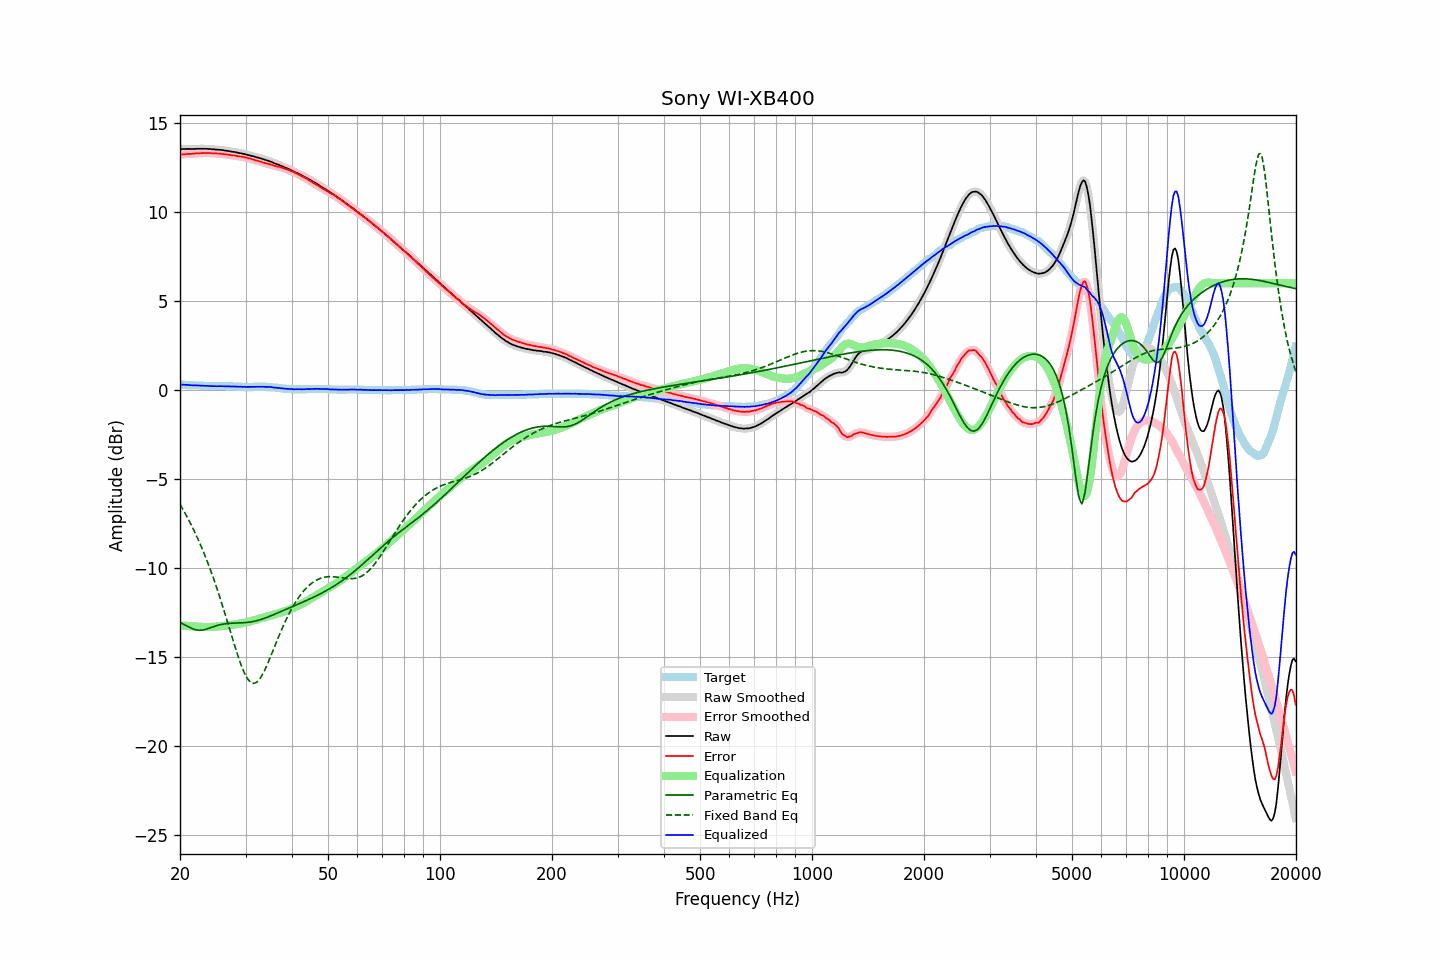 Sony WI-XB400
Amplitude (dBr)
15
10
5
0
−5
−10
−15
−20
−25
Target
Raw Smoothed
Error Smoothed
Raw
Error
Equalization
Parametric Eq
Fixed Band Eq
Equalized
20
50
100
200
500
1000
2000
5000
10000
20000
Frequency (Hz)